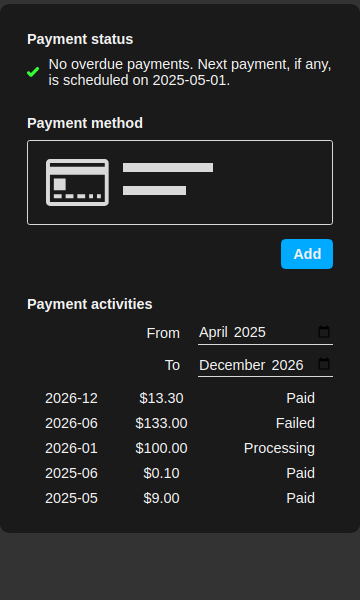 Payment status
No overdue payments. Next payment, if any,
is scheduled on 2025-05-01.
Payment method
Add
Payment activities
From April 2025
To December 2026
2026-12 $13.30 Paid
2026-06 $133.00 Failed
2026-01 $100.00 Processing
2025-06 $0.10 Paid
2025-05 $9.00 Paid